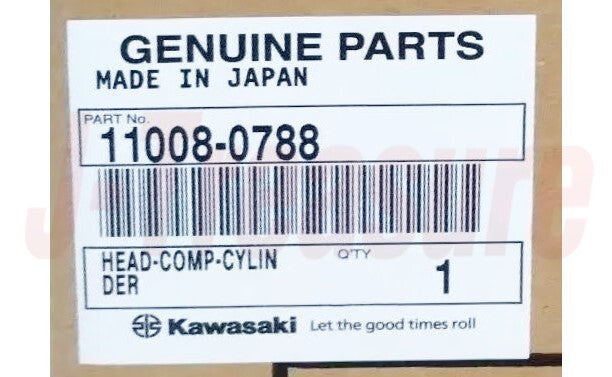 GENUINE PARTS
MADE IN JAPAN
PART No.
11008-0788
HEAD-COMP-CYLIN
DER
Q'TY
1
Kawasaki Let the good times roll
J-Treasure